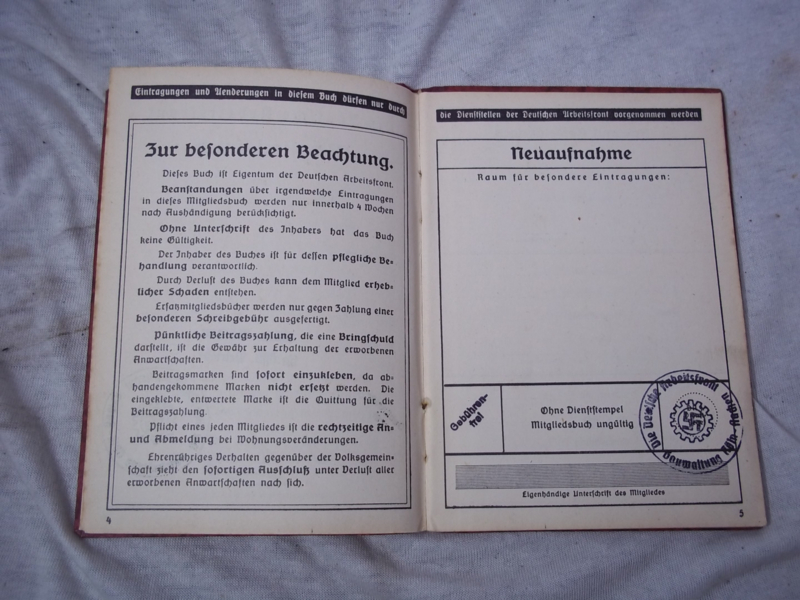 Eintragungen und Aenderungen in diesem Buch dürfen nur durch
Zur besonderen Beachtung.
Dieses Buch ist Eigentum der Deutschen Arbeitsfront.
Beanstandungen über irgendwelche Eintragungen
in dieses Mitgliedsbuch werden nur innerhalb 4 Wochen
nach Aushändigung berücksichtigt.
Ohne Unterschrift des Inhabers hat das Buch
keine Gültigkeit.
Der Inhaber des Buches ist für dessen pflegliche Be-
handlung verantwortlich.
Durch Verlust des Buches kann dem Mitglied erheb-
licher Schaden entstehen.
Ersatzmitgliedsbücher werden nur gegen Zahlung einer
besonderen Schreibgebühr ausgefertigt.
Pünktliche Beitragszahlung, die eine Bringschuld
darstellt, ist die Gewähr zur Erhaltung der erworbenen
Anwartschaften.
Beitragsmarken sind sofort einzukleben, da ab-
handengekommene Marken nicht ersetzt werden. Die
eingeklebte, entwertete Marke ist die Quittung für die
Beitragszahlung
Pflicht eines jeden Mitgliedes ist die rechtzeitige An-
und Abmeldung bei Wohnungsveränderungen.
Ehrenrühriges Verhalten gegenüber der Volksgemein-
schaft zieht den sofortigen Ausschluß unter Verlust aller
erworbenen Anwartschaften nach sich.
4
die Dienststellen der Deutschen Arbeitsfront vorgenommen werden
Neuaufnahme
Raum für besondere Eintragungen:
Gebühren-
frei
Ohne Dienststempel
Mitgliedsbuch ungültig
Die Deutsche Arbeitsfront
Gauwaltung Köln-Aachen
Eigenhändige Unterschrift des Mitgliedes
5